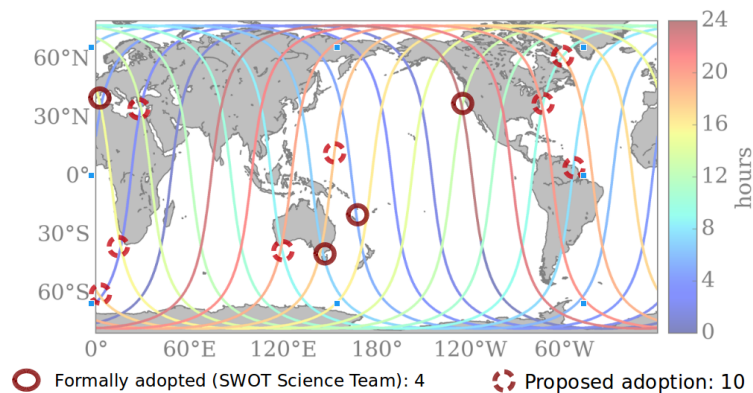 60°N
30°N
0°
30°S
60°S
0° 60°E 120°E 180° 120°W 60°W
24
20
16
12
8
4
0
hours
Formally adopted (SWOT Science Team): 4
Proposed adoption: 10